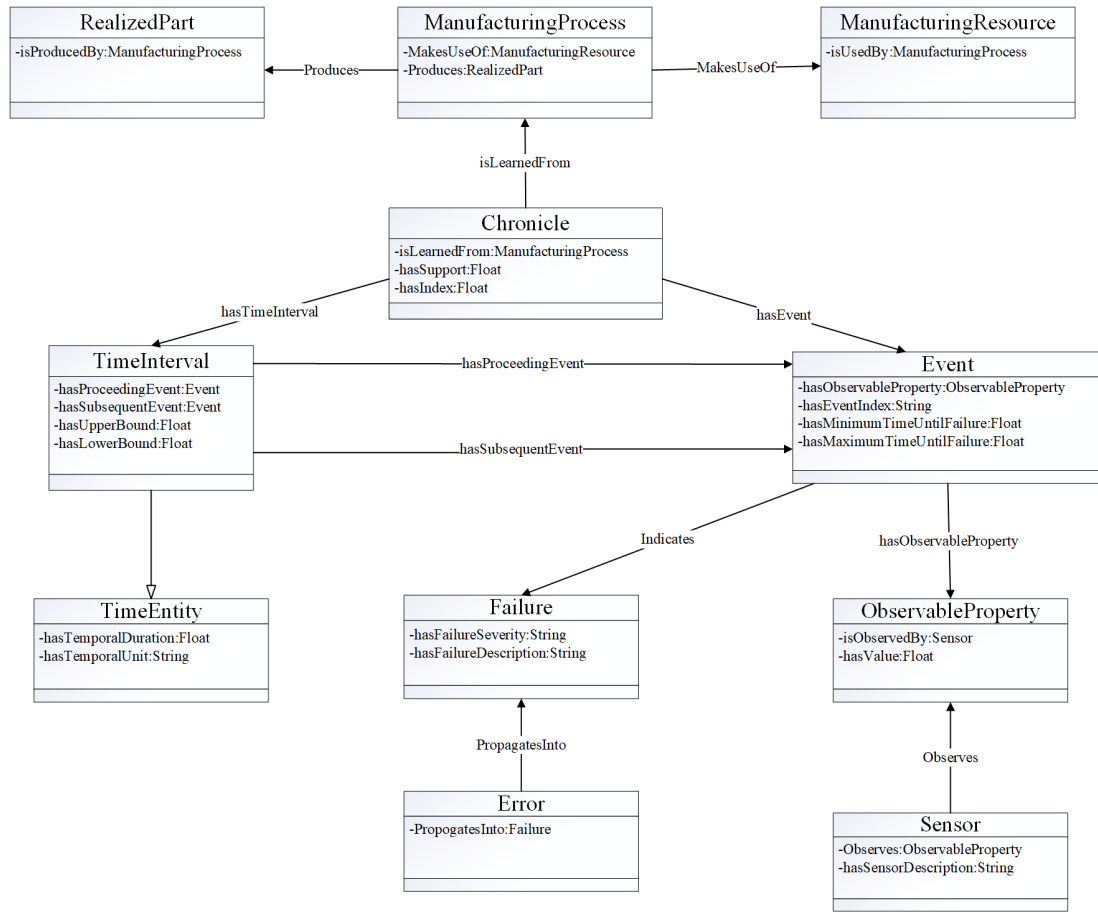 RealizedPart
-isProducedBy:ManufacturingProcess
ManufacturingProcess
-MakesUseOf:ManufacturingResource
-Produces:RealizedPart
ManufacturingResource
-isUsedBy:ManufacturingProcess
Produces
MakesUseOf
isLearnedFrom
Chronicle
-isLearnedFrom:ManufacturingProcess
-hasSupport:Float
-hasIndex:Float
hasTimeInterval
hasEvent
TimeInterval
-hasProceedingEvent:Event
-hasSubsequentEvent:Event
-hasUpperBound:Float
-hasLowerBound:Float
hasProceedingEvent
hasSubsequentEvent
Event
-hasObservableProperty:ObservableProperty
-hasEventIndex:String
-hasMinimumTimeUntilFailure:Float
-hasMaximumTimeUntilFailure:Float
Indicates
hasObservableProperty
TimeEntity
-hasTemporalDuration:Float
-hasTemporalUnit:String
Failure
-hasFailureSeverity:String
-hasFailureDescription:String
ObservableProperty
-isObservedBy:Sensor
-hasValue:Float
PropagatesInto
Observes
Error
-PropogatesInto:Failure
Sensor
-Observes:ObservableProperty
-hasSensorDescription:String